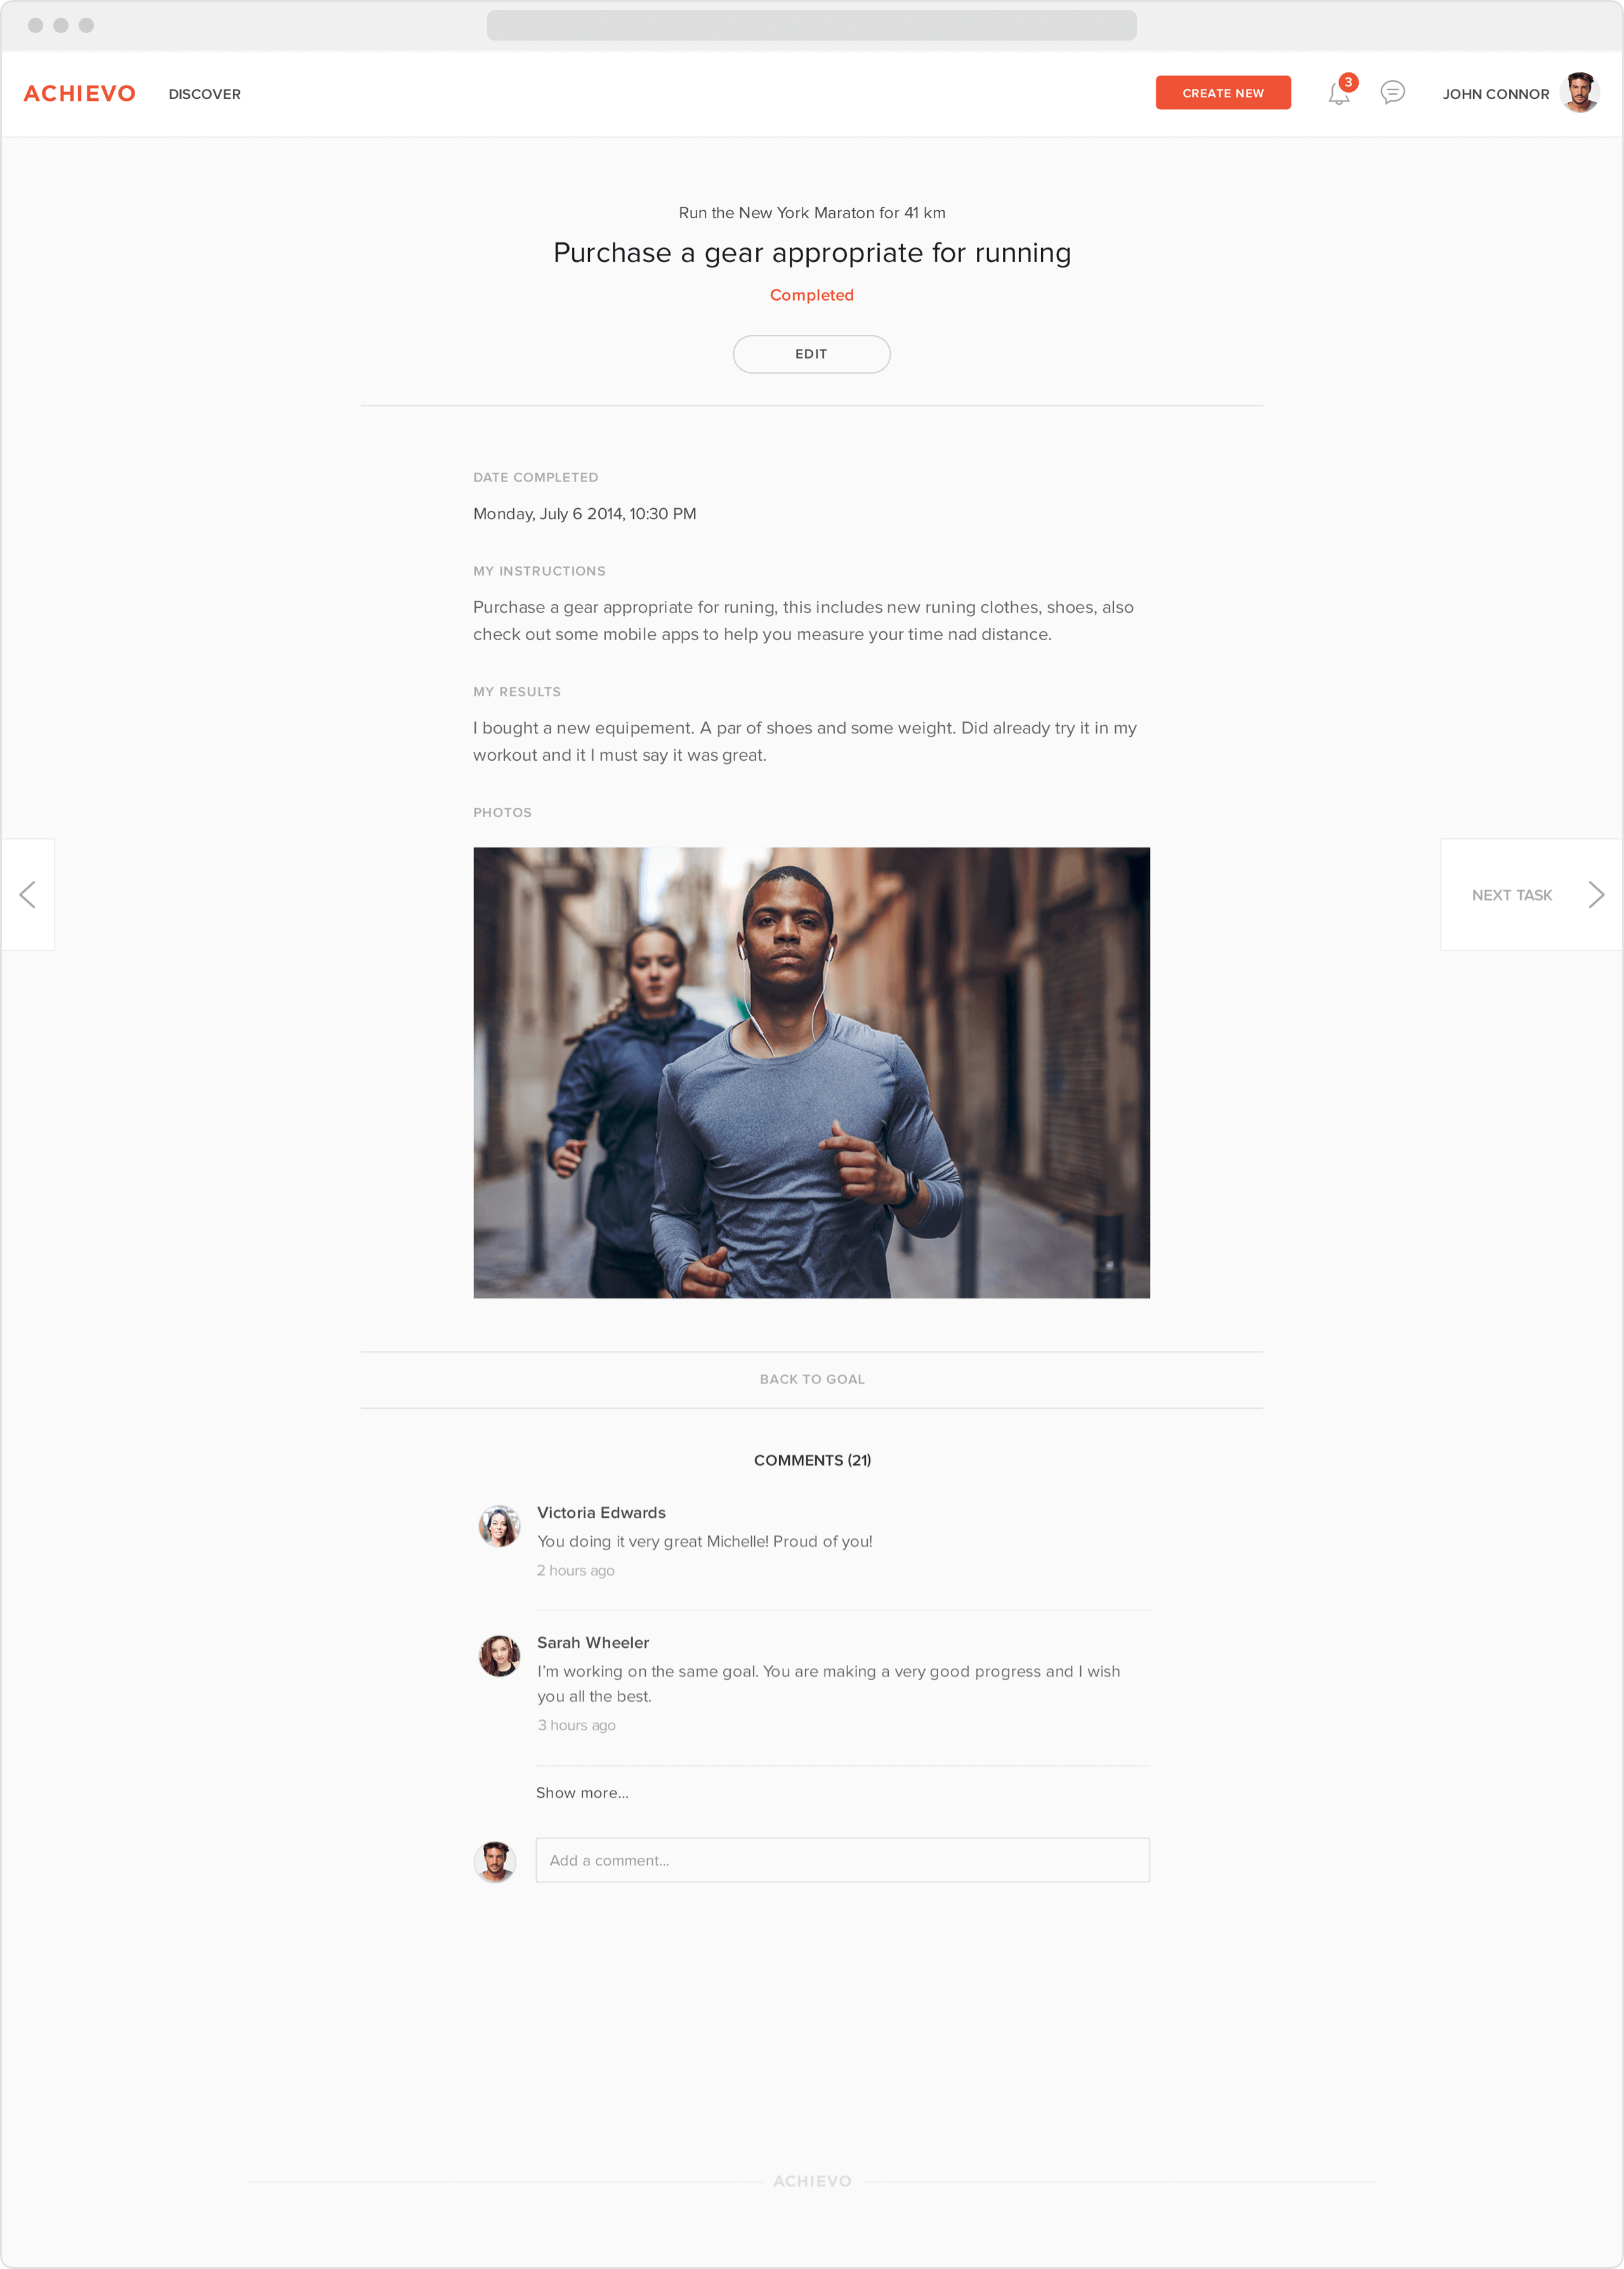 ACHIEVO
DISCOVER
CREATE NEW
3
JOHN CONNOR
Run the New York Maraton for 41 km
Purchase a gear appropriate for running
Completed
EDIT
DATE COMPLETED
Monday, July 6 2014, 10:30 PM
MY INSTRUCTIONS
Purchase a gear appropriate for runing, this includes new runing clothes, shoes, also
check out some mobile apps to help you measure your time nad distance.
MY RESULTS
I bought a new equipement. A par of shoes and some weight. Did already try it in my
workout and it I must say it was great.
PHOTOS
NEXT TASK
BACK TO GOAL
COMMENTS (21)
Victoria Edwards
You doing it very great Michelle! Proud of you!
2 hours ago
Sarah Wheeler
I'm working on the same goal. You are making a very good progress and I wish
you all the best.
3 hours ago
Show more...
Add a comment...
ACHIEVO